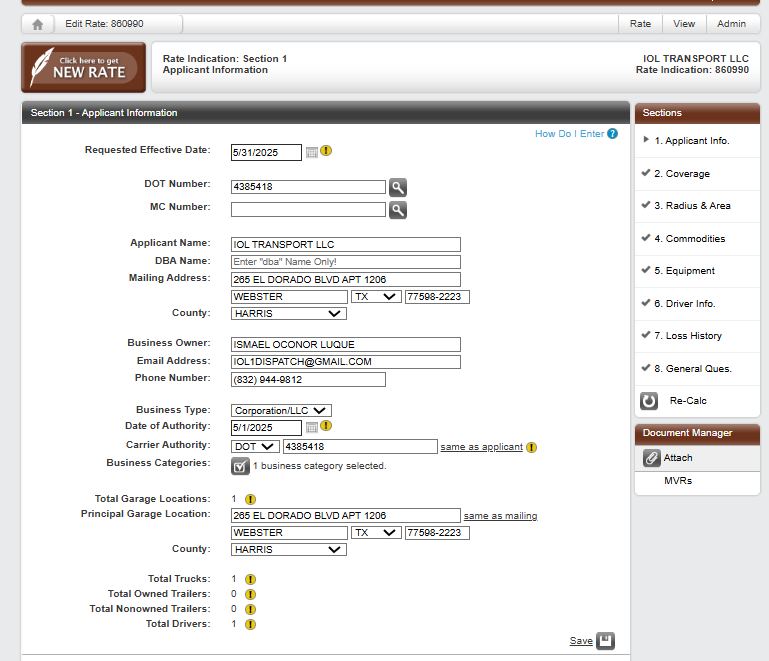 Edit Rate: 860990
Rate
View
Admin
Click here to get
NEW RATE
Rate Indication: Section 1
Applicant Information
IOL TRANSPORT LLC
Rate Indication: 860990
Section 1 - Applicant Information
How Do I Enter ?
Requested Effective Date: 5/31/2025 !
DOT Number: 4385418
MC Number:
Applicant Name: IOL TRANSPORT LLC
DBA Name: Enter "dba" Name Only!
Mailing Address: 265 EL DORADO BLVD APT 1206
WEBSTER TX 77598-2223
County: HARRIS
Business Owner: ISMAEL OCONOR LUQUE
Email Address: IOL1DISPATCH@GMAIL.COM
Phone Number: (832) 944-9812
Business Type: Corporation/LLC
Date of Authority: 5/1/2025 !
Carrier Authority: DOT 4385418 same as applicant !
Business Categories: 1 business category selected.
Total Garage Locations: 1 !
Principal Garage Location: 265 EL DORADO BLVD APT 1206 same as mailing
WEBSTER TX 77598-2223
County: HARRIS
Total Trucks: 1 !
Total Owned Trailers: 0 !
Total Nonowned Trailers: 0 !
Total Drivers: 1 !
Save
Sections
1. Applicant Info.
2. Coverage
3. Radius & Area
4. Commodities
5. Equipment
6. Driver Info.
7. Loss History
8. General Ques.
Re-Calc
Document Manager
Attach
MVRs